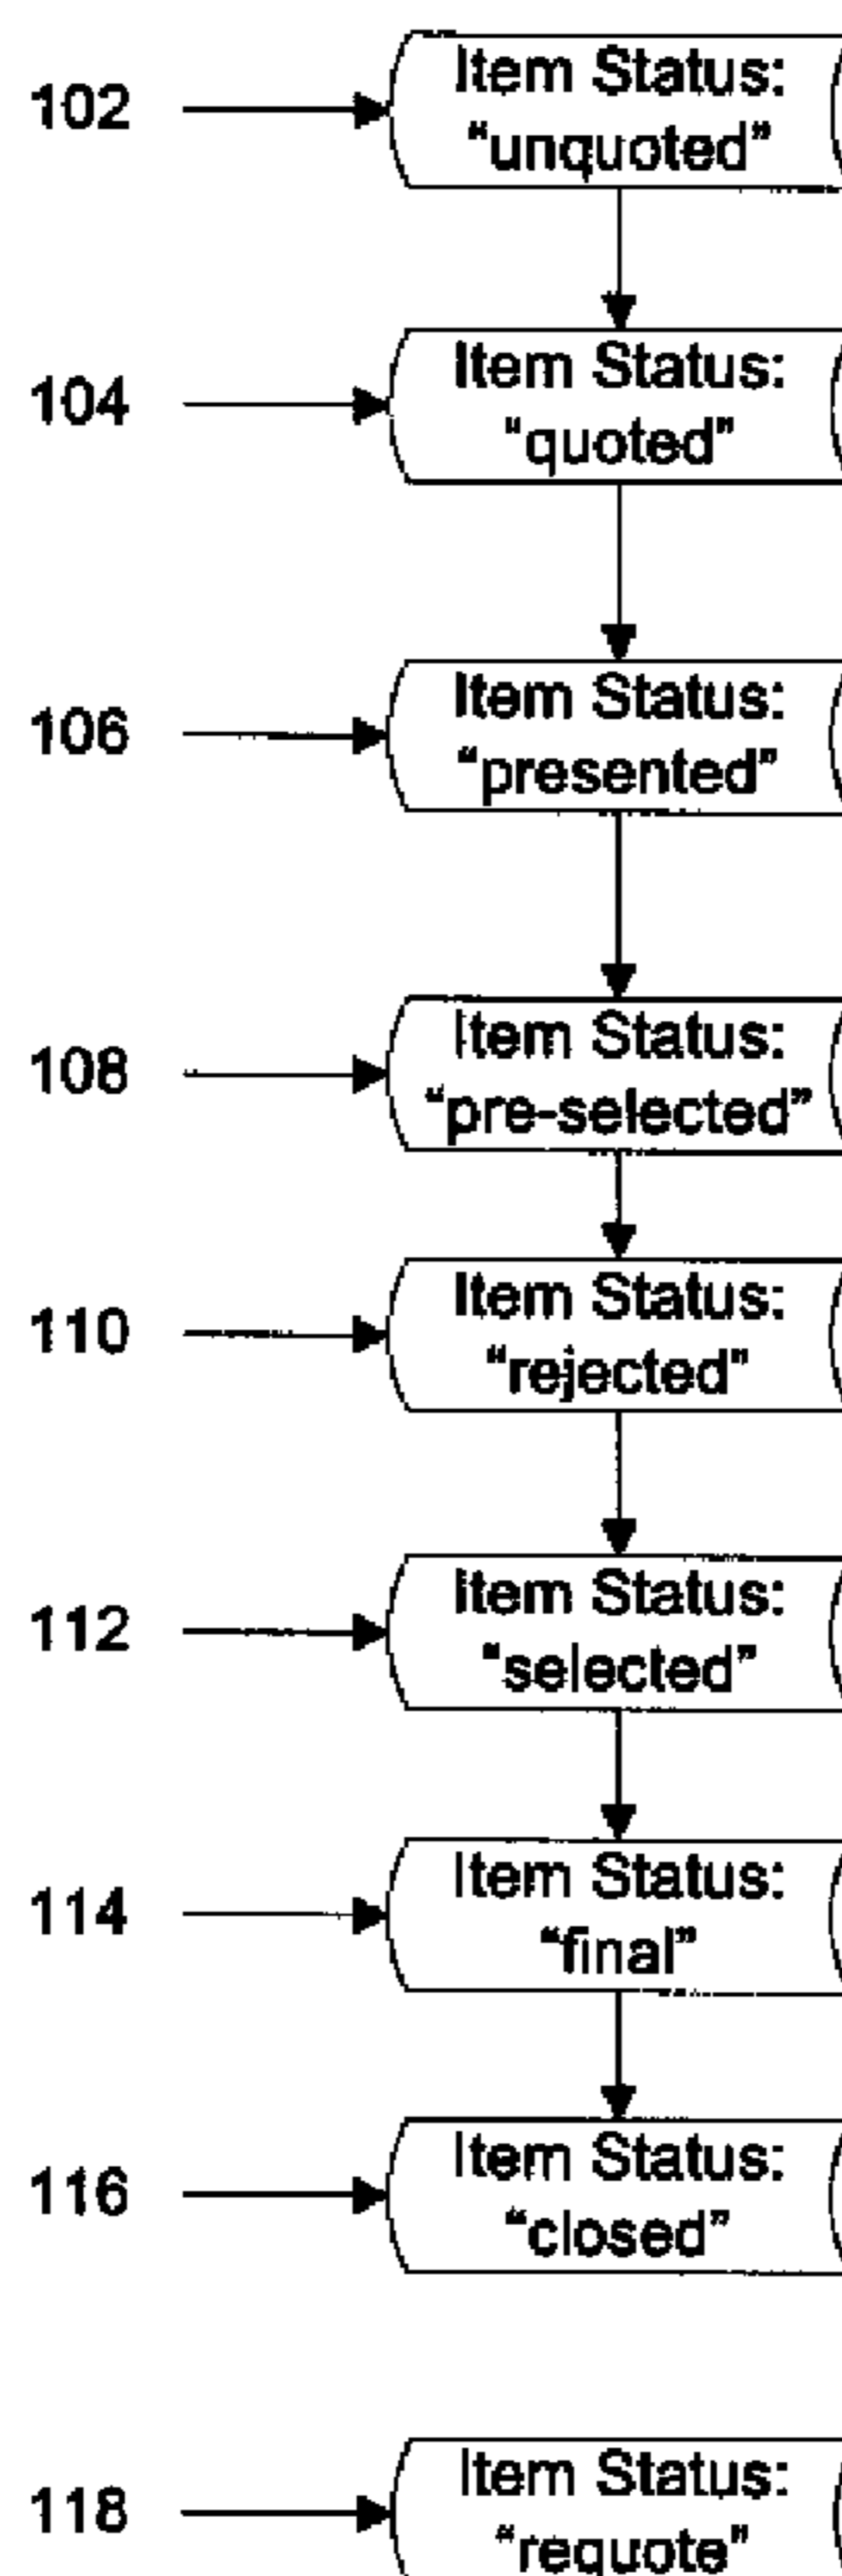 102
Item Status:
“unquoted”
104
Item Status:
“quoted”
106
Item Status:
“presented”
108
Item Status:
“pre-selected”
110
Item Status:
“rejected”
112
Item Status:
“selected”
114
Item Status:
“final”
116
Item Status:
“closed”
118
Item Status:
“requote”